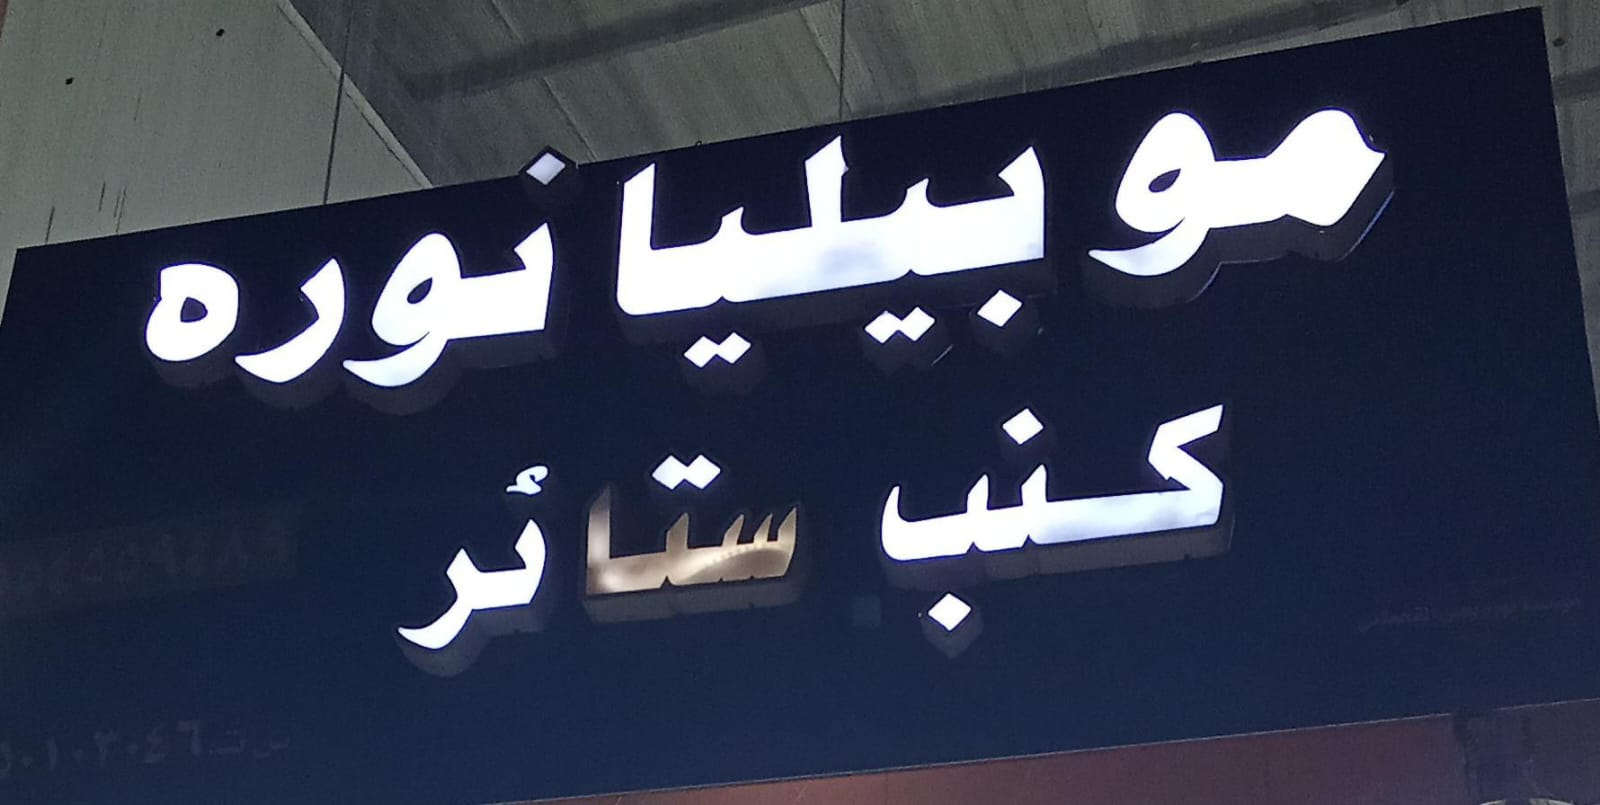 موبيليا نوره
كنب ستائر